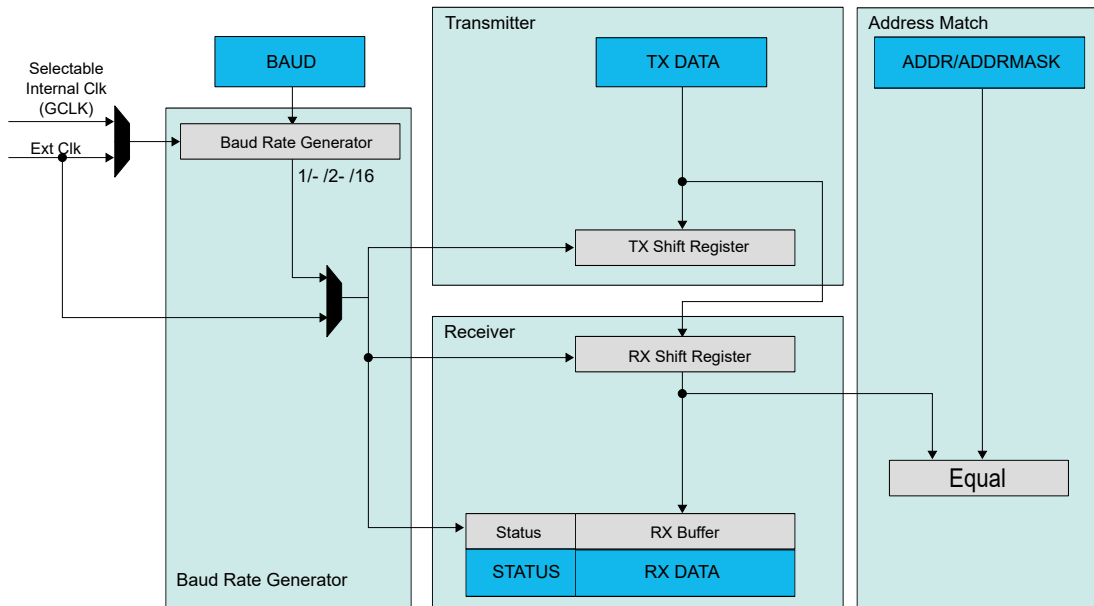 Transmitter
Address Match
BAUD
TX DATA
ADDR/ADDRMASK
Selectable
Internal Clk
(GCLK)
Ext Clk
Baud Rate Generator
1/- /2- /16
TX Shift Register
Receiver
RX Shift Register
Equal
Status
RX Buffer
STATUS
RX DATA
Baud Rate Generator